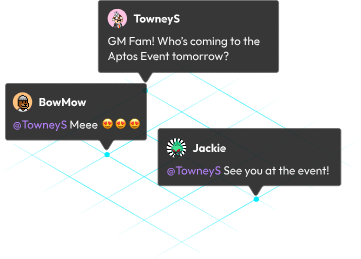 TowneyS
GM Fam! Who's coming to the
Aptos Event tomorrow?
BowMow
@TowneyS Meee 😍 😍 😍
Jackie
@TowneyS See you at the event!